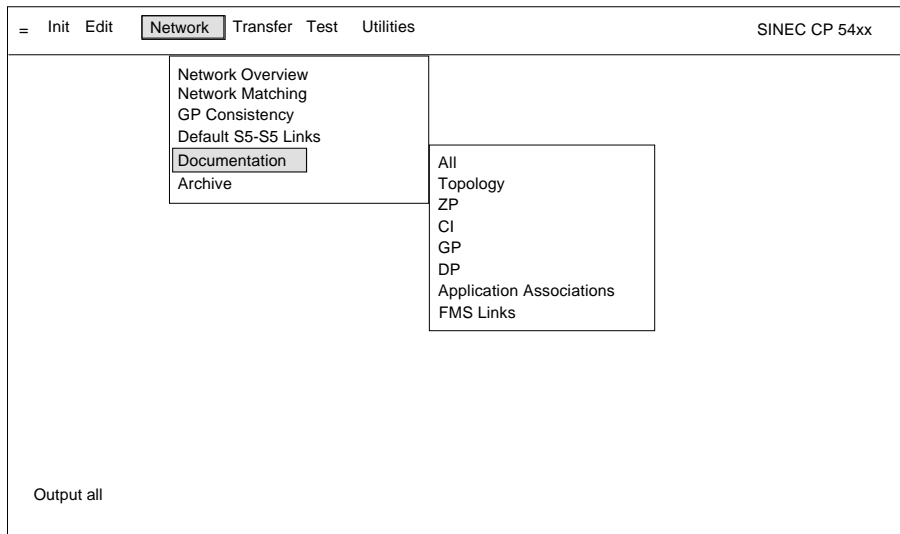 = Init Edit Network Transfer Test Utilities SINEC CP 54xx
Network Overview
Network Matching
GP Consistency
Default S5-S5 Links
Documentation
Archive
All
Topology
ZP
CI
GP
DP
Application Associations
FMS Links
Output all